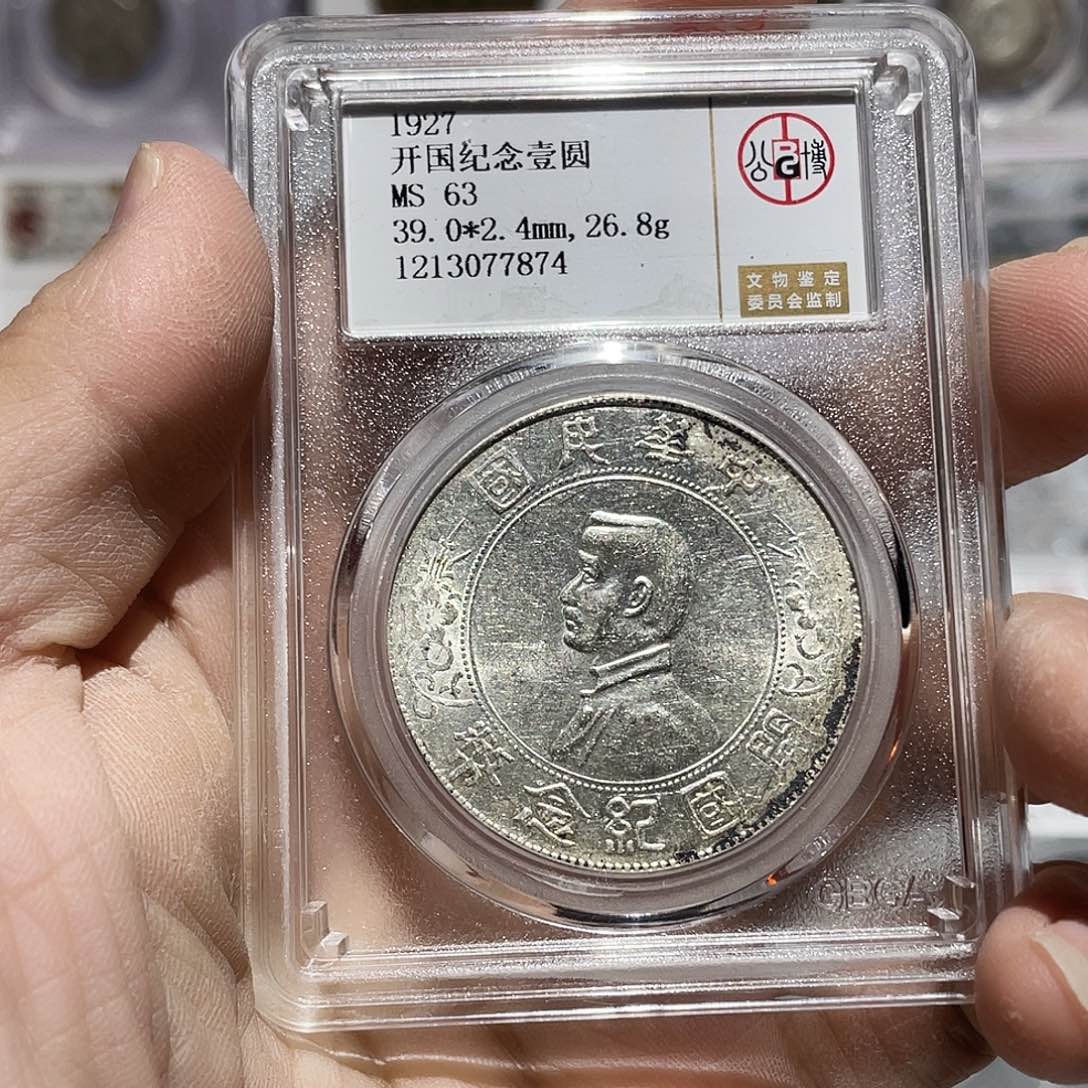 1927
开国纪念壹圆
MS 63
39.0*2.4mm, 26.8g
1213077874
公 BG 博
文物鉴定
委员会监制
中華民國
開國紀念幣
GBCA